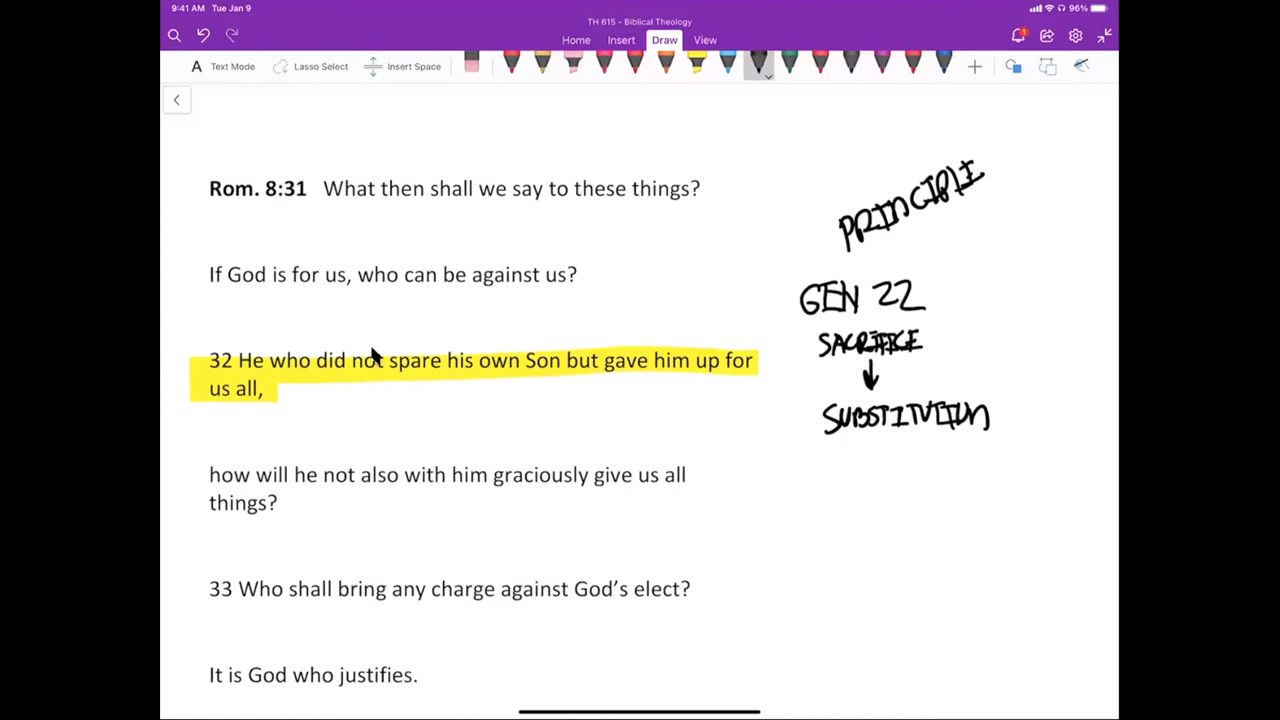 9:41 AM Tue Jan 9
96%
TH 615 - Biblical Theology
Home Insert Draw View
A Text Mode Lasso Select Insert Space
Rom. 8:31 What then shall we say to these things?
If God is for us, who can be against us?
32 He who did not spare his own Son but gave him up for
us all,
how will he not also with him graciously give us all
things?
33 Who shall bring any charge against God’s elect?
It is God who justifies.
GEN 22
SACRIFICE
SUBSTITUTION